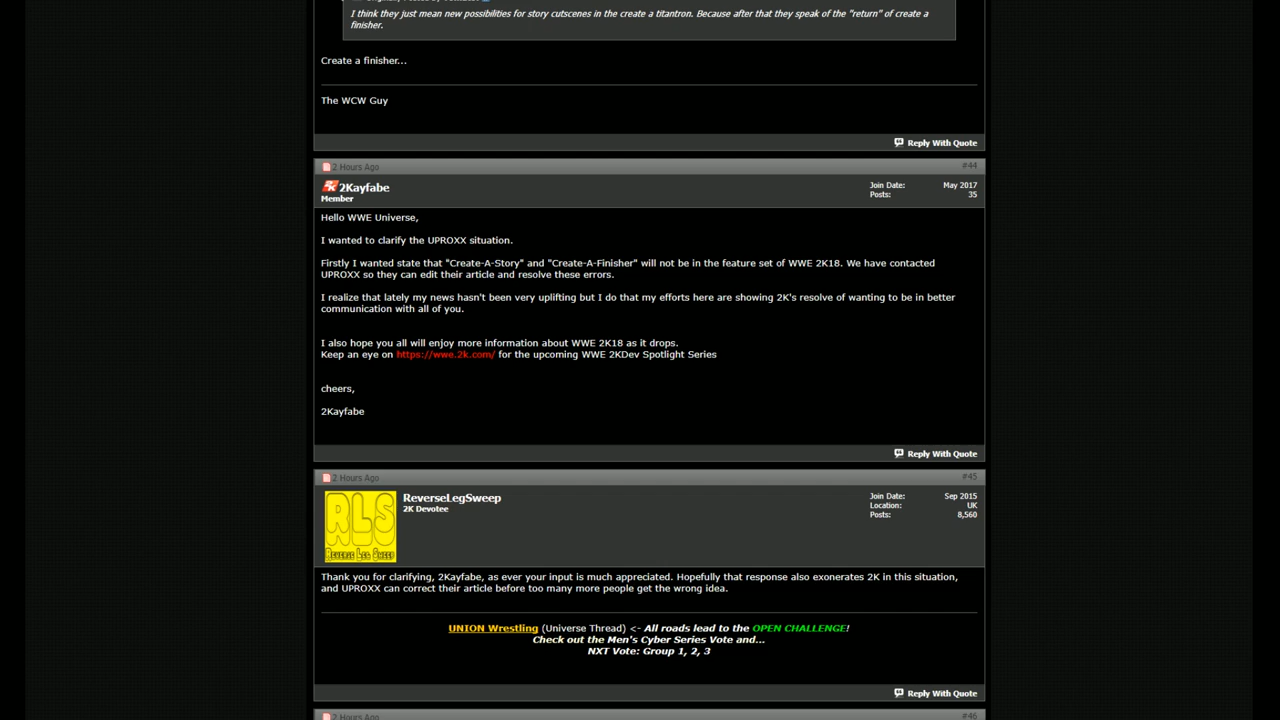 I think they just mean new possibilities for story cutscenes in the create a titantron. Because after that they speak of the "return" of create a
finisher.
Create a finisher...
The WCW Guy
Reply With Quote
2 Hours Ago #44
2Kayfabe
Member
Join Date: May 2017
Posts: 35
Hello WWE Universe,
I wanted to clarify the UPROXX situation.
Firstly I wanted state that "Create-A-Story" and "Create-A-Finisher" will not be in the feature set of WWE 2K18. We have contacted
UPROXX so they can edit their article and resolve these errors.
I realize that lately my news hasn't been very uplifting but I do that my efforts here are showing 2K's resolve of wanting to be in better
communication with all of you.
I also hope you all will enjoy more information about WWE 2K18 as it drops.
Keep an eye on https://wwe.2k.com/ for the upcoming WWE 2KDev Spotlight Series
cheers,
2Kayfabe
Reply With Quote
2 Hours Ago #45
RLS
REVERSE LEG SWEEP
ReverseLegSweep
2K Devotee
Join Date: Sep 2015
Location: UK
Posts: 8,560
Thank you for clarifying, 2Kayfabe, as ever your input is much appreciated. Hopefully that response also exonerates 2K in this situation,
and UPROXX can correct their article before too many more people get the wrong idea.
UNION Wrestling (Universe Thread) <- All roads lead to the OPEN CHALLENGE!
Check out the Men's Cyber Series Vote and...
NXT Vote: Group 1, 2, 3
Reply With Quote
2 Hours Ago #46